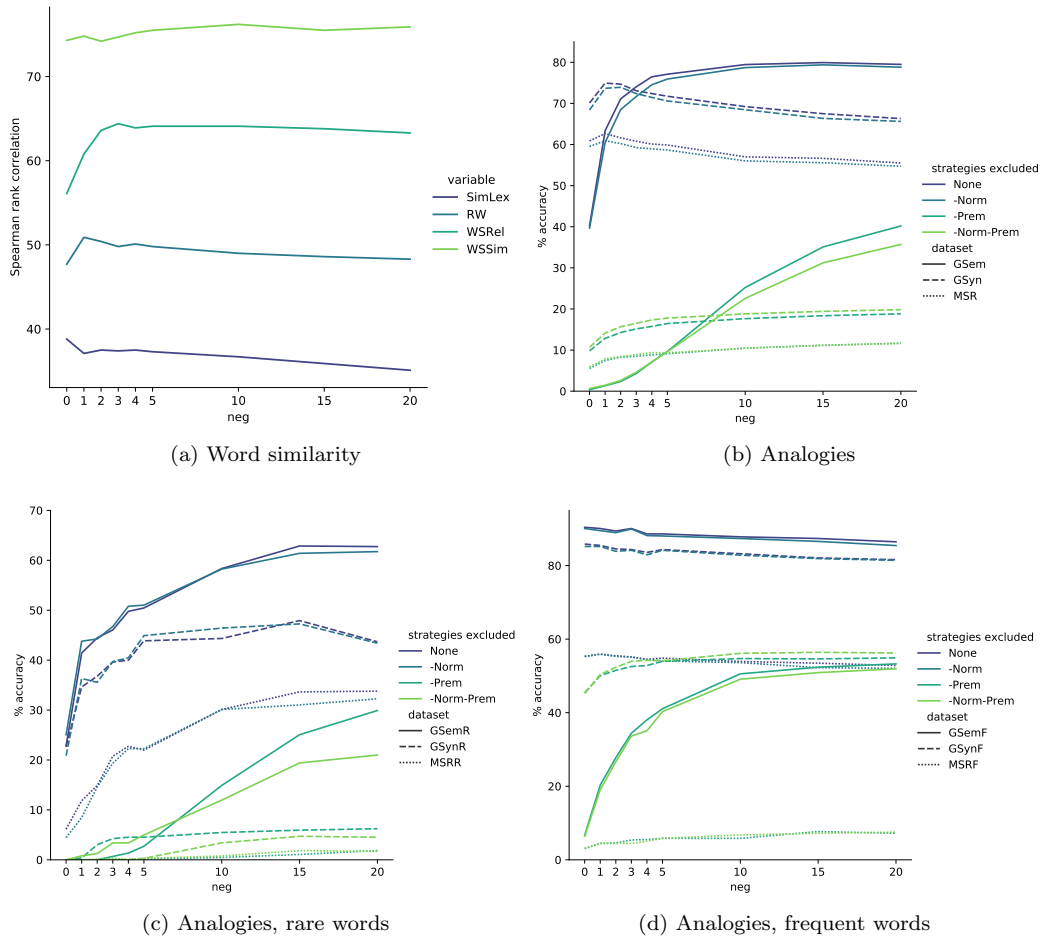 70
60
50
40
Spearman rank correlation
0 1 2 3 4 5 10 15 20
neg
variable
SimLex
RW
WSRel
WSSim
(a) Word similarity
80
70
60
50
40
30
20
10
0
% accuracy
0 1 2 3 4 5 10 15 20
neg
strategies excluded
None
-Norm
-Prem
-Norm-Prem
dataset
GSem
GSyn
MSR
(b) Analogies
70
60
50
40
30
20
10
0
% accuracy
0 1 2 3 4 5 10 15 20
neg
strategies excluded
None
-Norm
-Prem
-Norm-Prem
dataset
GSemR
GSynR
MSRR
(c) Analogies, rare words
80
60
40
20
0
% accuracy
0 1 2 3 4 5 10 15 20
neg
strategies excluded
None
-Norm
-Prem
-Norm-Prem
dataset
GSemF
GSynF
MSRF
(d) Analogies, frequent words